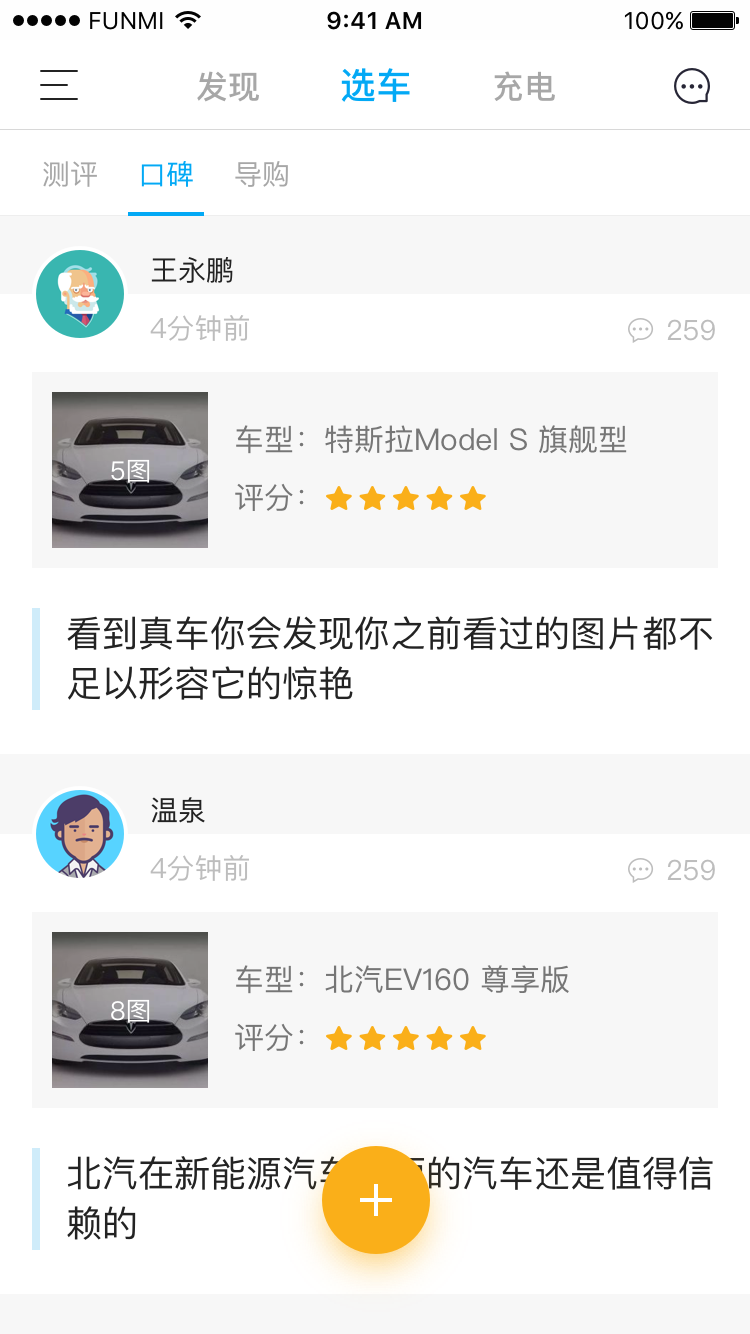 FUNMI 9:41 AM 100%
发现 选车 充电
测评 口碑 导购
王永鹏
4分钟前 259
5图
车型：特斯拉Model S 旗舰型
评分：
看到真车你会发现你之前看过的图片都不
足以形容它的惊艳
温泉
4分钟前 259
8图
车型：北汽EV160 尊享版
评分：
北汽在新能源汽 的汽车还是值得信
赖的